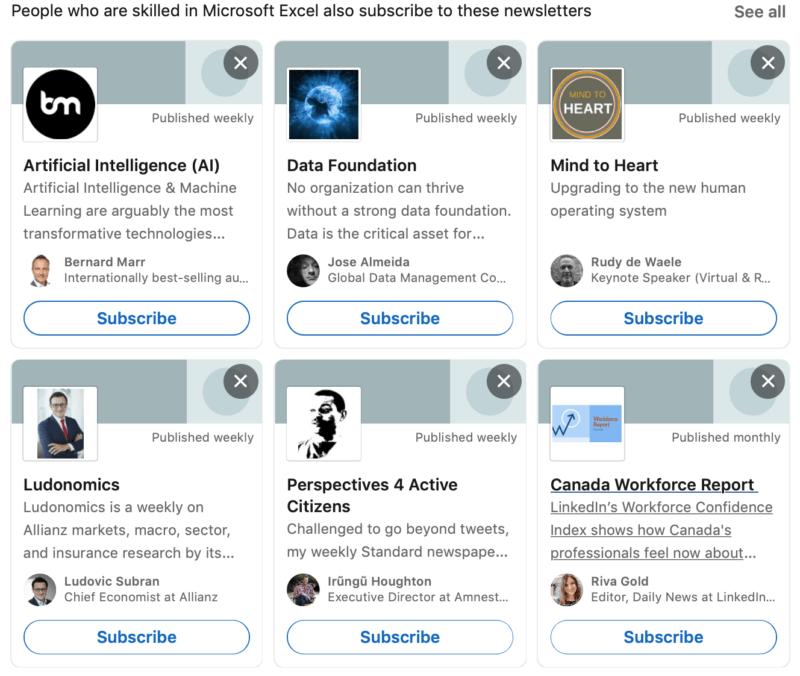 People who are skilled in Microsoft Excel also subscribe to these newsletters
See all
bm
Published weekly
Artificial Intelligence (AI)
Artificial Intelligence & Machine
Learning are arguably the most
transformative technologies...
Bernard Marr
Internationally best-selling au...
Subscribe
Published weekly
Data Foundation
No organization can thrive
without a strong data foundation.
Data is the critical asset for...
Jose Almeida
Global Data Management Co...
Subscribe
MIND TO
HEART
Published weekly
Mind to Heart
Upgrading to the new human
operating system
Rudy de Waele
Keynote Speaker (Virtual & R...
Subscribe
Published weekly
Ludonomics
Ludonomics is a weekly on
Allianz markets, macro, sector,
and insurance research by its...
Ludovic Subran
Chief Economist at Allianz
Subscribe
Published weekly
Perspectives 4 Active
Citizens
Challenged to go beyond tweets,
my weekly Standard newspape...
Irūngū Houghton
Executive Director at Amnest...
Subscribe
Workforce
Report
Published monthly
Canada Workforce Report
LinkedIn's Workforce Confidence
Index shows how Canada's
professionals feel now about...
Riva Gold
Editor, Daily News at LinkedIn...
Subscribe